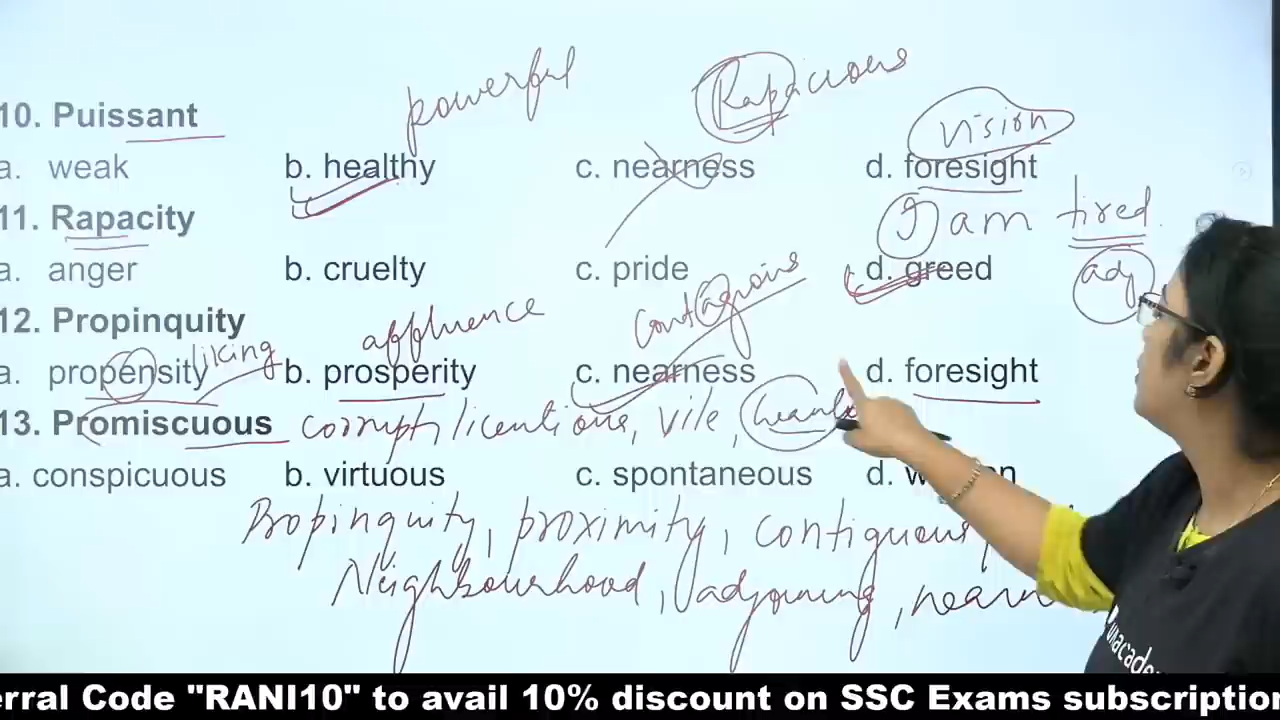 powerful Rapacious
10. Puissant vision
a. weak b. healthy c. nearness d. foresight
11. Rapacity I am tired.
a. anger b. cruelty c. pride d. greed adj
12. Propinquity affluence contagious
a. propensity liking b. prosperity c. nearness d. foresight
13. Promiscuous corrupt, licentious, vile,
a. conspicuous b. virtuous c. spontaneous d.
Propinquity, proximity, contiguous
Neighbourhood, adjoining,
unacade
erral Code "RANI10" to avail 10% discount on SSC Exams subscription